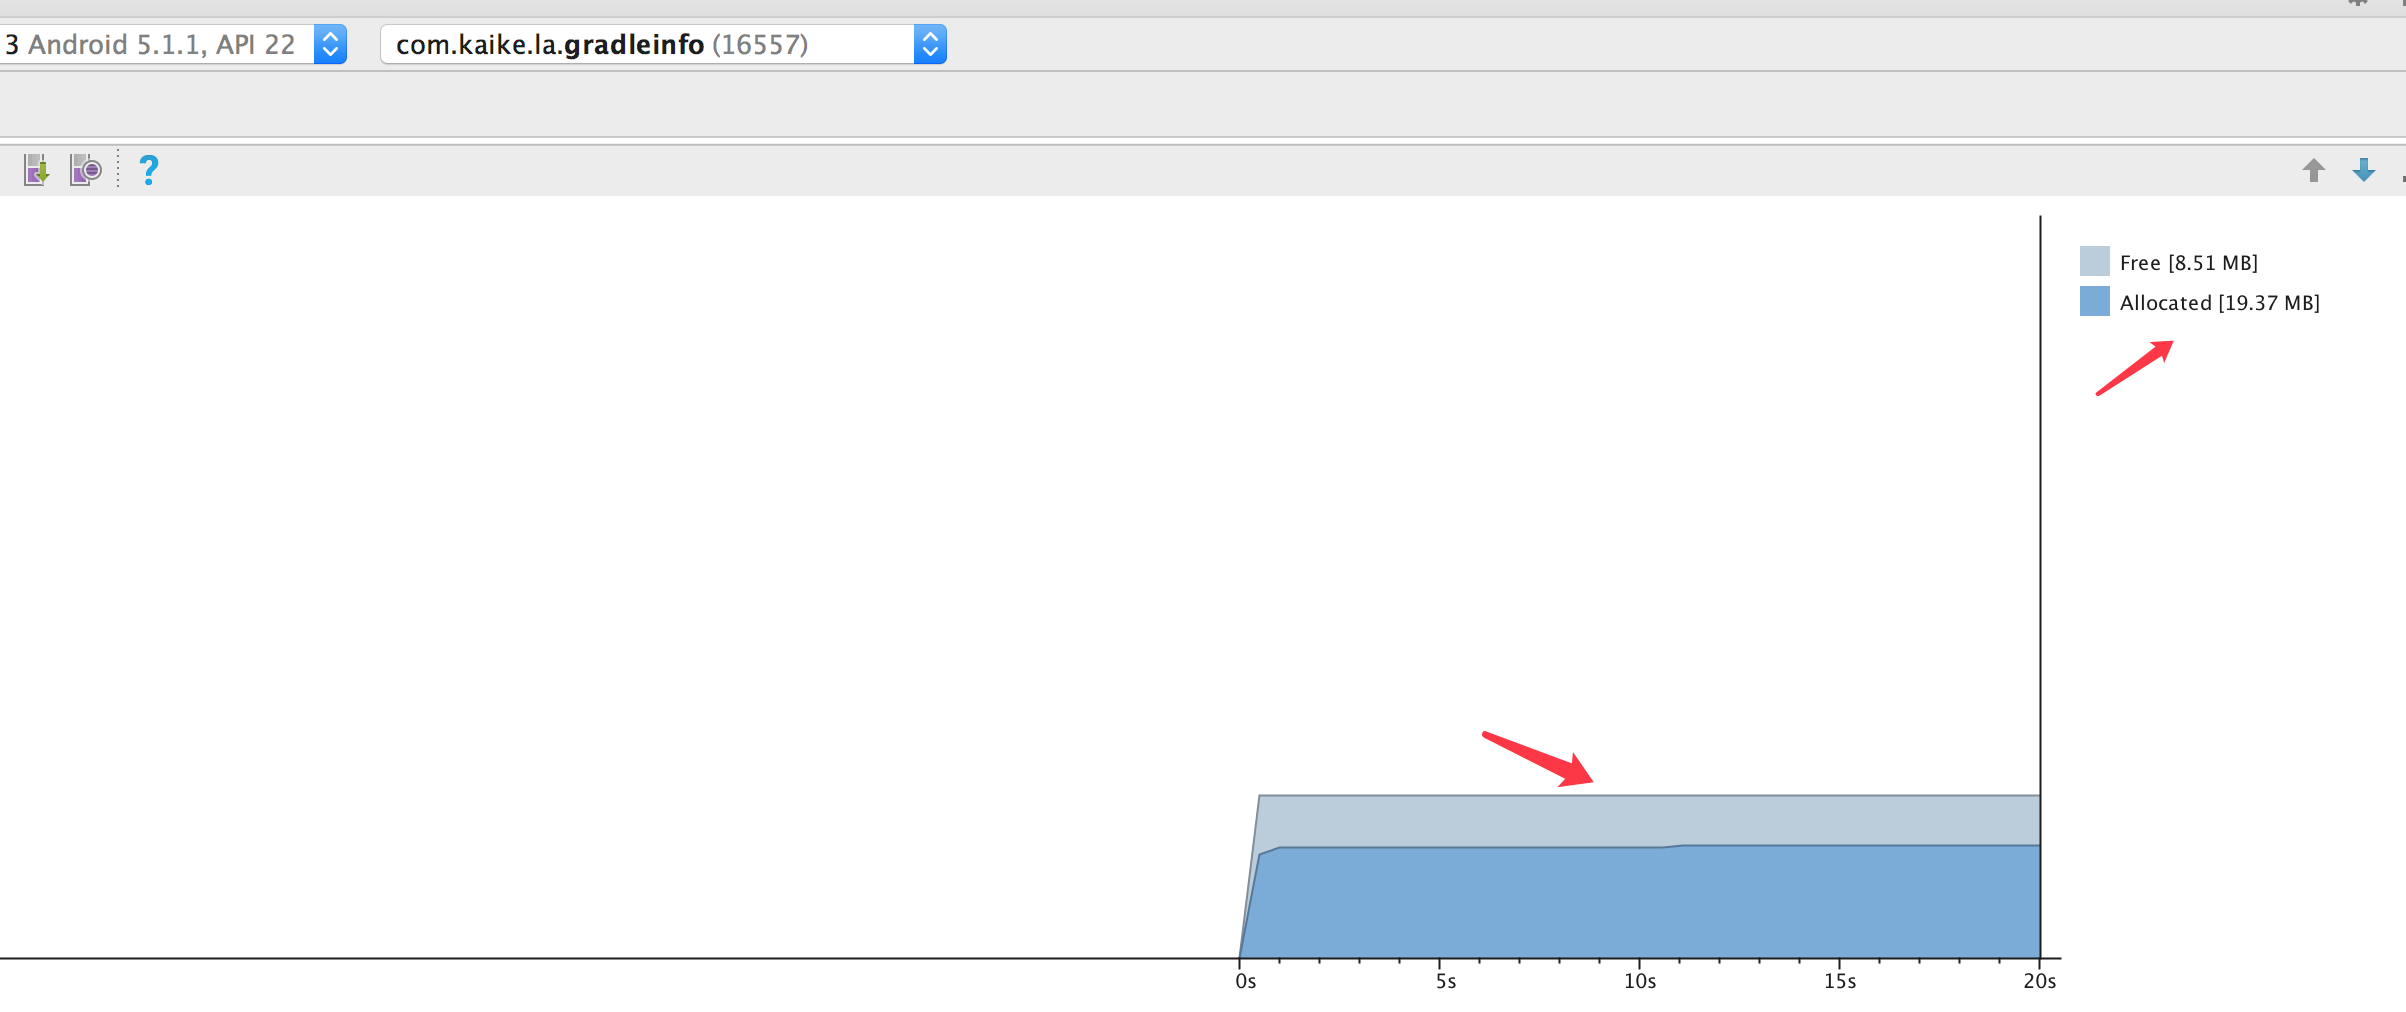 3 Android 5.1.1, API 22
com.kaike.la.gradleinfo (16557)
?
Free [8.51 MB]
Allocated [19.37 MB]
0s
5s
10s
15s
20s